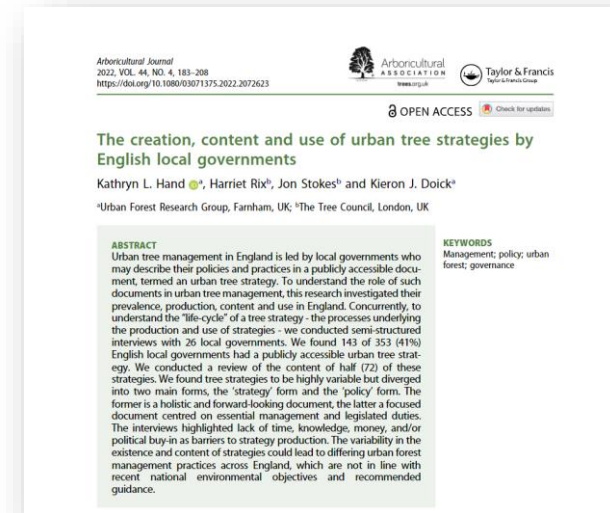 Arboricultural Journal
2022, VOL. 44, NO. 4, 183–208
https://doi.org/10.1080/03071375.2022.2072623
Arboricultural
ASSOCIATION
trees.org.uk
Taylor & Francis
Taylor & Francis Group
OPEN ACCESS
Check for updates
The creation, content and use of urban tree strategies by
English local governments
Kathryn L. Hand a, Harriet Rixb, Jon Stokesb and Kieron J. Doicka
aUrban Forest Research Group, Farnham, UK; bThe Tree Council, London, UK
ABSTRACT
Urban tree management in England is led by local governments who
may describe their policies and practices in a publicly accessible docu-
ment, termed an urban tree strategy. To understand the role of such
documents in urban tree management, this research investigated their
prevalence, production, content and use in England. Concurrently, to
understand the “life-cycle” of a tree strategy - the processes underlying
the production and use of strategies - we conducted semi-structured
interviews with 26 local governments. We found 143 of 353 (41%)
English local governments had a publicly accessible urban tree strat-
egy. We conducted a review of the content of half (72) of these
strategies. We found tree strategies to be highly variable but diverged
into two main forms, the ‘strategy’ form and the ‘policy’ form. The
former is a holistic and forward-looking document, the latter a focused
document centred on essential management and legislated duties.
The interviews highlighted lack of time, knowledge, money, and/or
political buy-in as barriers to strategy production. The variability in the
existence and content of strategies could lead to differing urban forest
management practices across England, which are not in line with
recent national environmental objectives and recommended
guidance.
KEYWORDS
Management; policy; urban
forest; governance